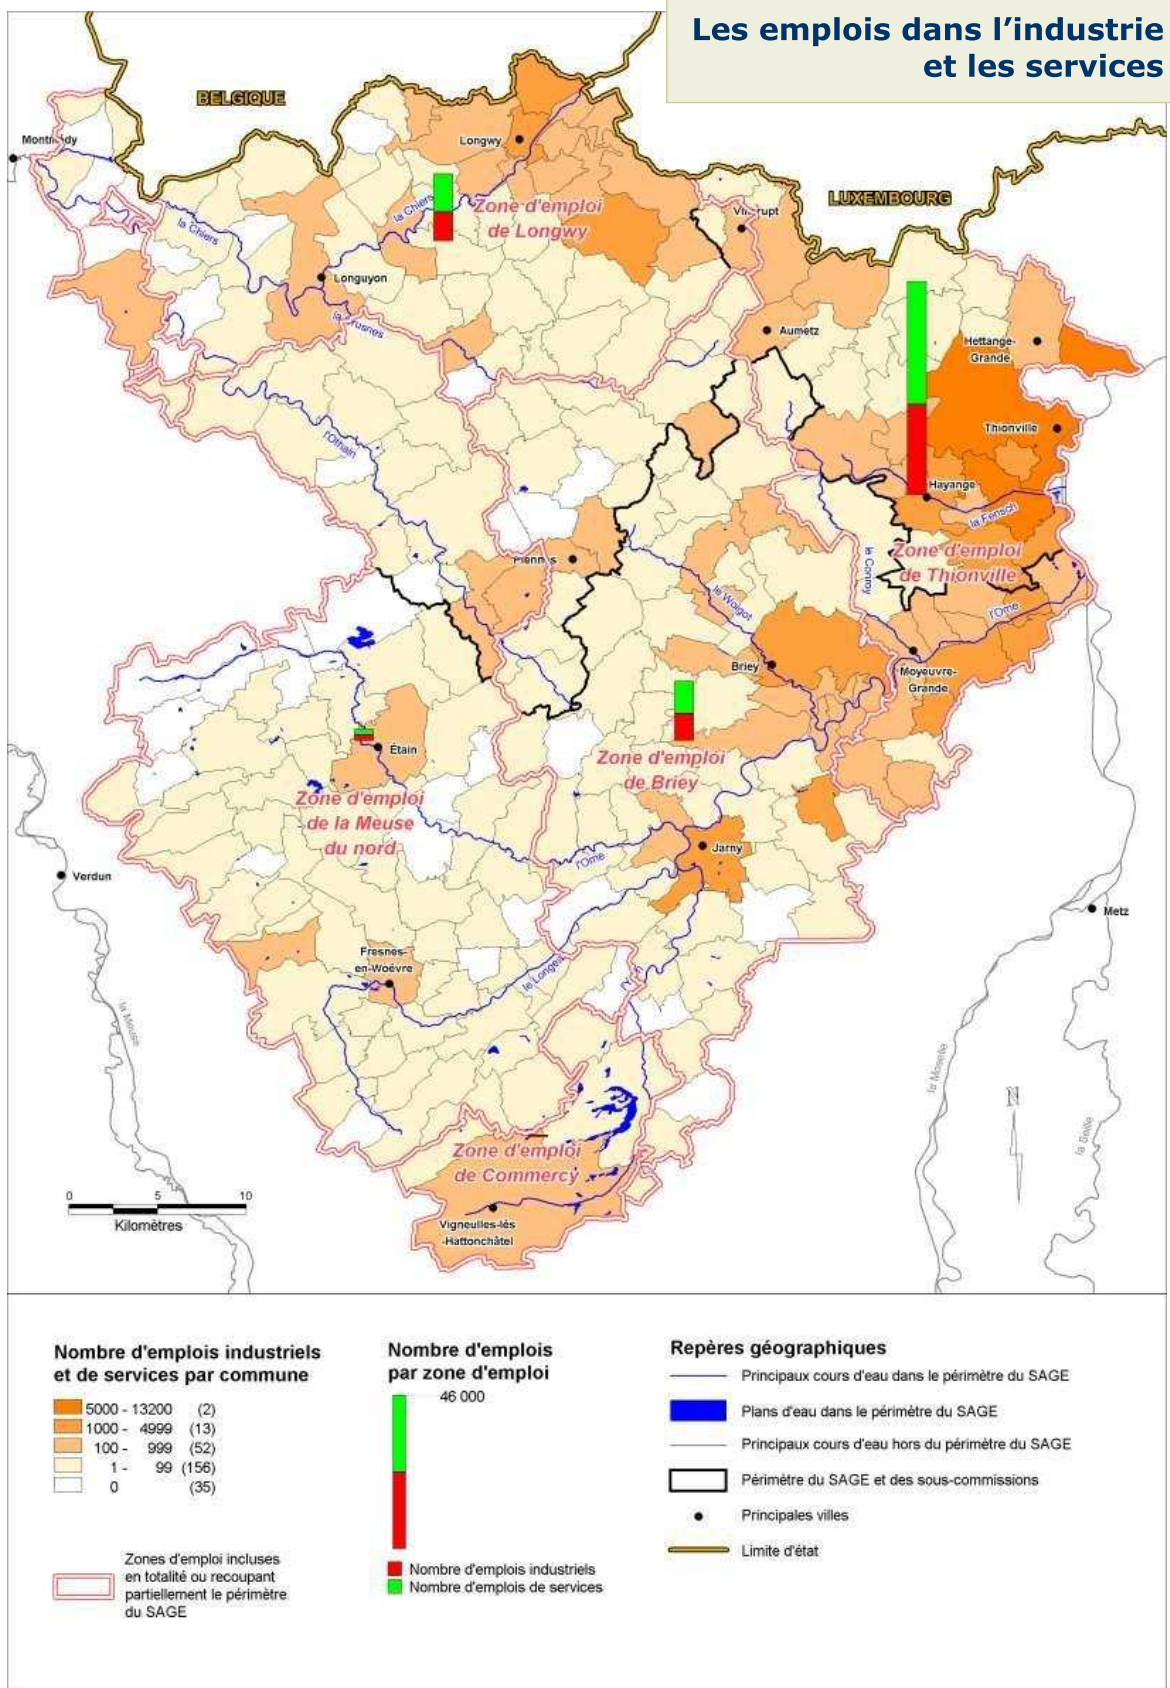 Les emplois dans l’industrie
et les services
BELGIQUE
LUXEMBOURG
Longwy
la Chiers
la Chiers
Zone d'emploi
de Longwy
Longuyon
Aumetz
Hettange-
Grande
Thionville
l'Othain
Hayange
la Fensch
Zone d'emploi
de Thionville
le Conroy
le Woigot
l'Orne
Briey
Moyeuvre-
Grande
Étain
Zone d'emploi
de Briey
Zone d'emploi
de la Meuse
du nord
l'Orne
Jarny
Verdun
Metz
Fresnes-
en-Woëvre
le Longeau
la Meuse
la Moselle
la Seille
N
Zone d'emploi
de Commercy
Vigneulles-lès
-Hattonchâtel
0 5 10
Kilomètres
Nombre d'emplois industriels
et de services par commune
5000 - 13200 (2)
1000 - 4999 (13)
100 - 999 (52)
1 - 99 (156)
0 (35)
Zones d'emploi incluses
en totalité ou recoupant
partiellement le périmètre
du SAGE
Nombre d'emplois
par zone d'emploi
46 000
Nombre d'emplois industriels
Nombre d'emplois de services
Repères géographiques
Principaux cours d'eau dans le périmètre du SAGE
Plans d'eau dans le périmètre du SAGE
Principaux cours d'eau hors du périmètre du SAGE
Périmètre du SAGE et des sous-commissions
Principales villes
Limite d'état